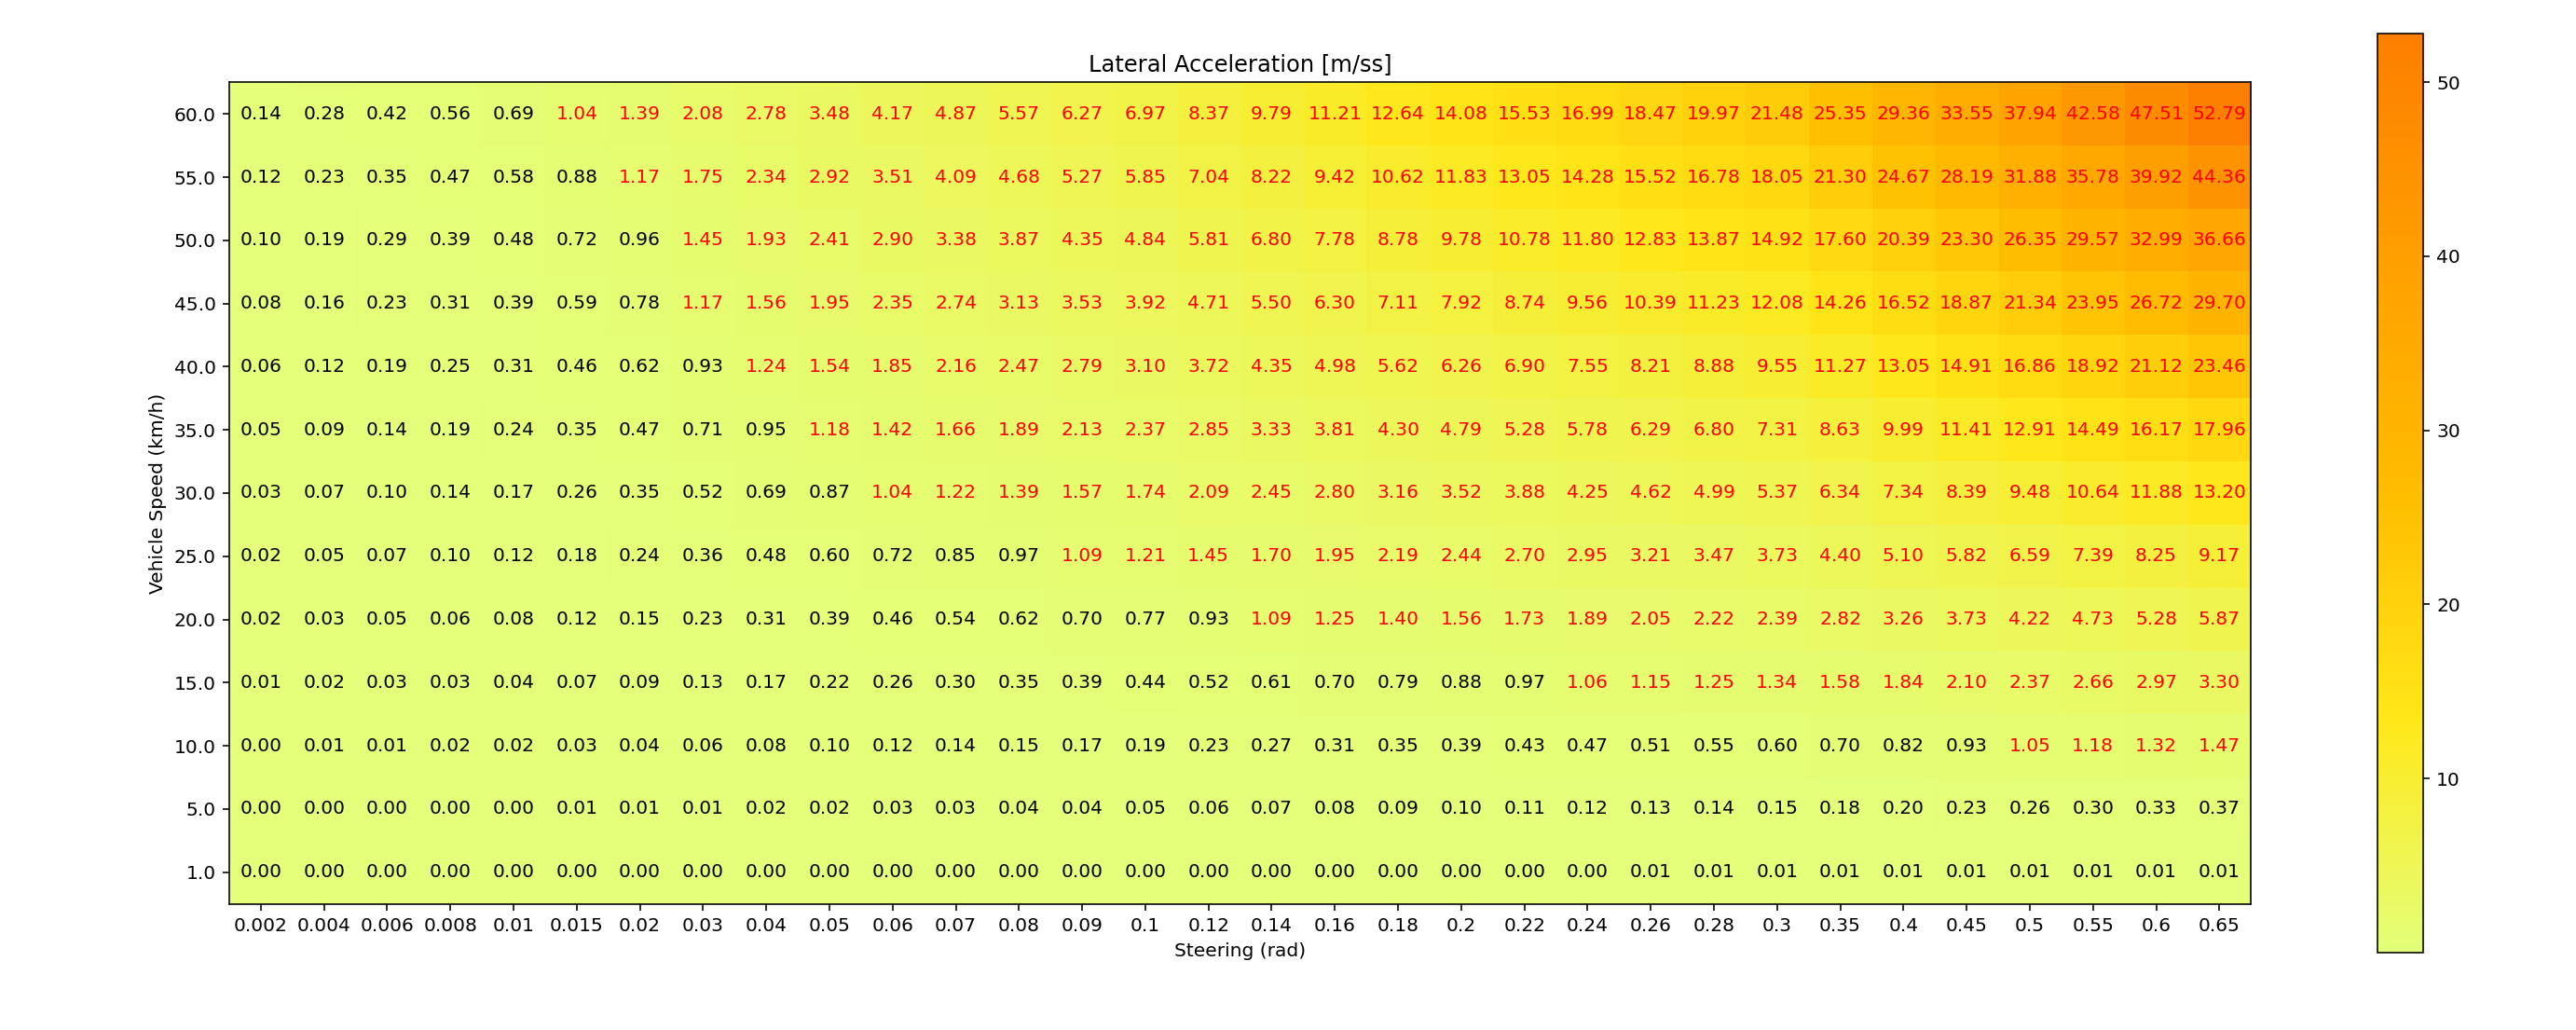 Lateral Acceleration [m/ss]
60.0 0.14 0.28 0.42 0.56 0.69 1.04 1.39 2.08 2.78 3.48 4.17 4.87 5.57 6.27 6.97 8.37 9.79 11.21 12.64 14.08 15.53 16.99 18.47 19.97 21.48 25.35 29.36 33.55 37.94 42.58 47.51 52.79
55.0 0.12 0.23 0.35 0.47 0.58 0.88 1.17 1.75 2.34 2.92 3.51 4.09 4.68 5.27 5.85 7.04 8.22 9.42 10.62 11.83 13.05 14.28 15.52 16.78 18.05 21.30 24.67 28.19 31.88 35.78 39.92 44.36
50.0 0.10 0.19 0.29 0.39 0.48 0.72 0.96 1.45 1.93 2.41 2.90 3.38 3.87 4.35 4.84 5.81 6.80 7.78 8.78 9.78 10.78 11.80 12.83 13.87 14.92 17.60 20.39 23.30 26.35 29.57 32.99 36.66
45.0 0.08 0.16 0.23 0.31 0.39 0.59 0.78 1.17 1.56 1.95 2.35 2.74 3.13 3.53 3.92 4.71 5.50 6.30 7.11 7.92 8.74 9.56 10.39 11.23 12.08 14.26 16.52 18.87 21.34 23.95 26.72 29.70
40.0 0.06 0.12 0.19 0.25 0.31 0.46 0.62 0.93 1.24 1.54 1.85 2.16 2.47 2.79 3.10 3.72 4.35 4.98 5.62 6.26 6.90 7.55 8.21 8.88 9.55 11.27 13.05 14.91 16.86 18.92 21.12 23.46
35.0 0.05 0.09 0.14 0.19 0.24 0.35 0.47 0.71 0.95 1.18 1.42 1.66 1.89 2.13 2.37 2.85 3.33 3.81 4.30 4.79 5.28 5.78 6.29 6.80 7.31 8.63 9.99 11.41 12.91 14.49 16.17 17.96
30.0 0.03 0.07 0.10 0.14 0.17 0.26 0.35 0.52 0.69 0.87 1.04 1.22 1.39 1.57 1.74 2.09 2.45 2.80 3.16 3.52 3.88 4.25 4.62 4.99 5.37 6.34 7.34 8.39 9.48 10.64 11.88 13.20
25.0 0.02 0.05 0.07 0.10 0.12 0.18 0.24 0.36 0.48 0.60 0.72 0.85 0.97 1.09 1.21 1.45 1.70 1.95 2.19 2.44 2.70 2.95 3.21 3.47 3.73 4.40 5.10 5.82 6.59 7.39 8.25 9.17
20.0 0.02 0.03 0.05 0.06 0.08 0.12 0.15 0.23 0.31 0.39 0.46 0.54 0.62 0.70 0.77 0.93 1.09 1.25 1.40 1.56 1.73 1.89 2.05 2.22 2.39 2.82 3.26 3.73 4.22 4.73 5.28 5.87
15.0 0.01 0.02 0.03 0.03 0.04 0.07 0.09 0.13 0.17 0.22 0.26 0.30 0.35 0.39 0.44 0.52 0.61 0.70 0.79 0.88 0.97 1.06 1.15 1.25 1.34 1.58 1.84 2.10 2.37 2.66 2.97 3.30
10.0 0.00 0.01 0.01 0.02 0.02 0.03 0.04 0.06 0.08 0.10 0.12 0.14 0.15 0.17 0.19 0.23 0.27 0.31 0.35 0.39 0.43 0.47 0.51 0.55 0.60 0.70 0.82 0.93 1.05 1.18 1.32 1.47
5.0 0.00 0.00 0.00 0.00 0.00 0.01 0.01 0.01 0.02 0.02 0.03 0.03 0.04 0.04 0.05 0.06 0.07 0.08 0.09 0.10 0.11 0.12 0.13 0.14 0.15 0.18 0.20 0.23 0.26 0.30 0.33 0.37
1.0 0.00 0.00 0.00 0.00 0.00 0.00 0.00 0.00 0.00 0.00 0.00 0.00 0.00 0.00 0.00 0.00 0.00 0.00 0.00 0.00 0.00 0.00 0.01 0.01 0.01 0.01 0.01 0.01 0.01 0.01 0.01 0.01
0.002 0.004 0.006 0.008 0.01 0.015 0.02 0.03 0.04 0.05 0.06 0.07 0.08 0.09 0.1 0.12 0.14 0.16 0.18 0.2 0.22 0.24 0.26 0.28 0.3 0.35 0.4 0.45 0.5 0.55 0.6 0.65
Steering (rad)
Vehicle Speed (km/h)
50
40
30
20
10